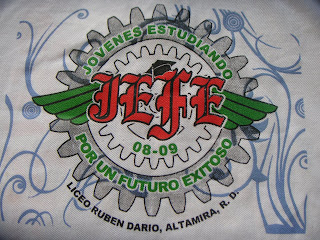 JOVENES ESTUDIANDO
JEFE
08-09
POR UN FUTURO EXITOSO
LICEO RUBEN DARIO, ALTAMIRA, R. D.